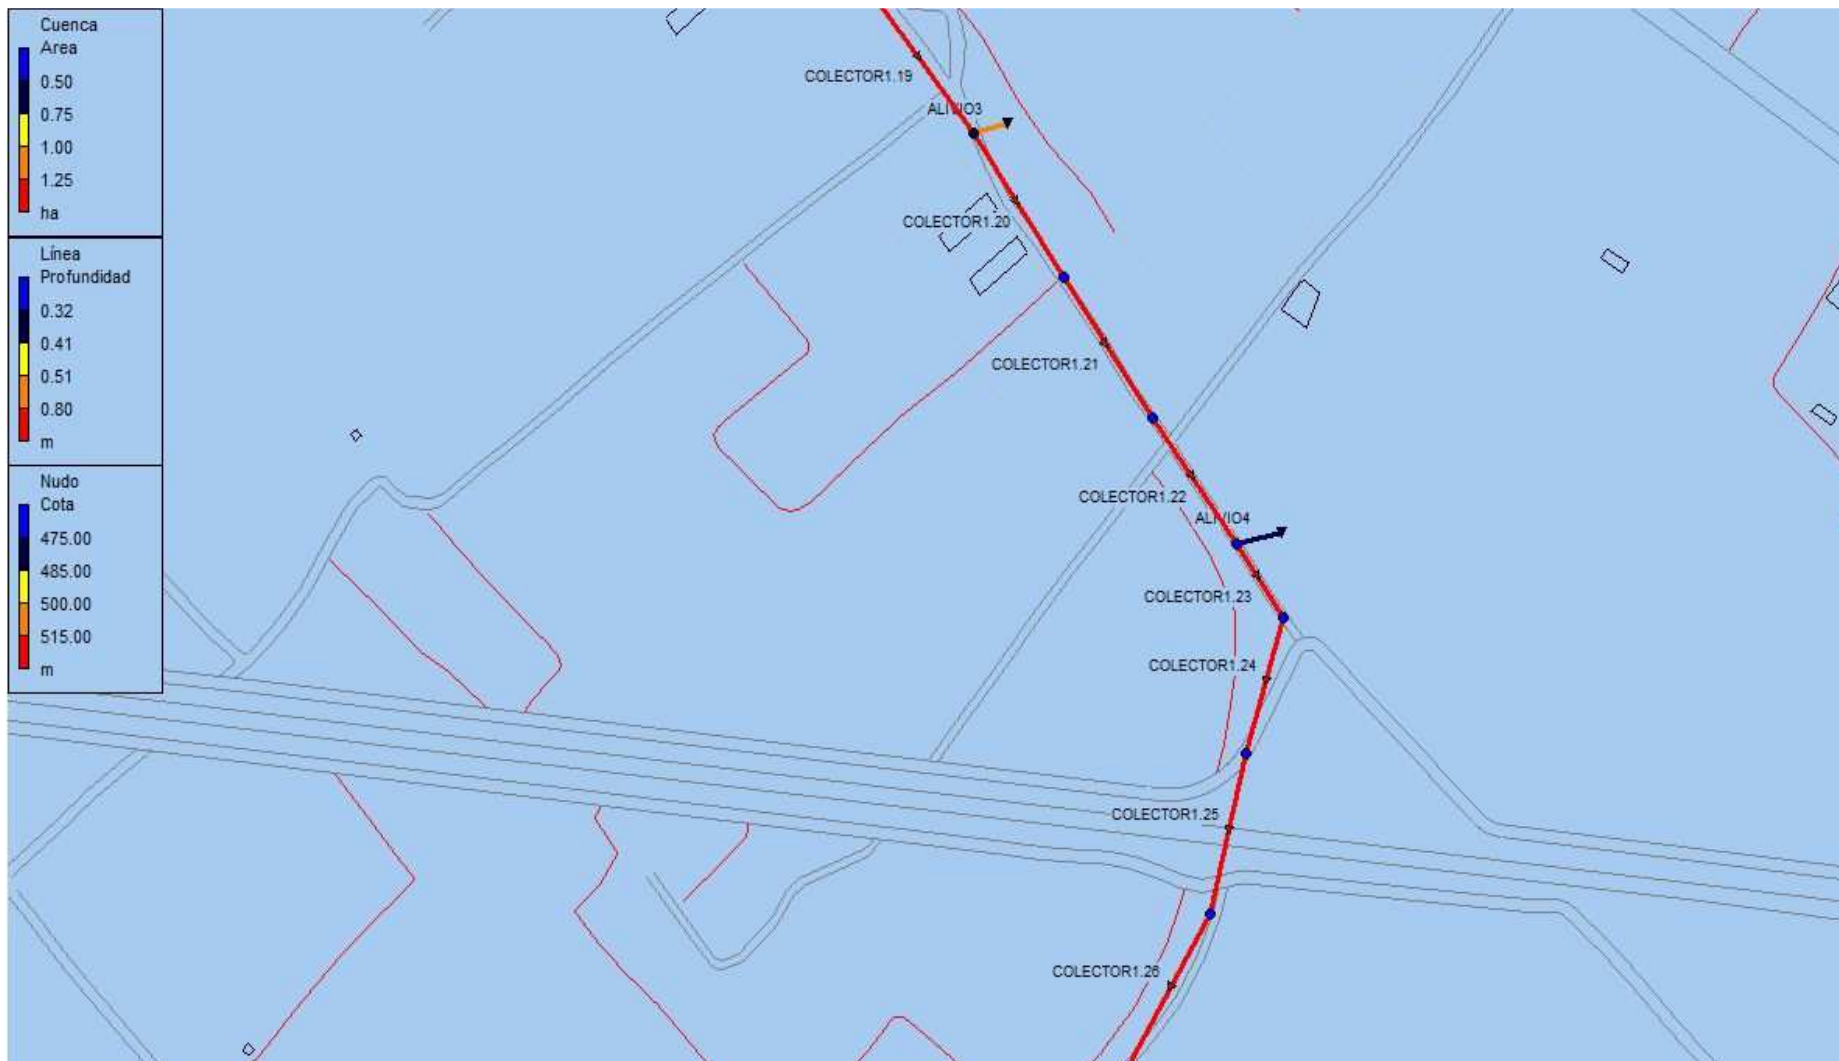 Cuenca
Area
0.50
0.75
1.00
1.25
ha
Línea
Profundidad
0.32
0.41
0.51
0.80
m
Nudo
Cota
475.00
485.00
500.00
515.00
m
COLECTOR1.19
ALIVIO3
COLECTOR1.20
COLECTOR1.21
COLECTOR1.22
ALIVIO4
COLECTOR1.23
COLECTOR1.24
COLECTOR1.25
COLECTOR1.26